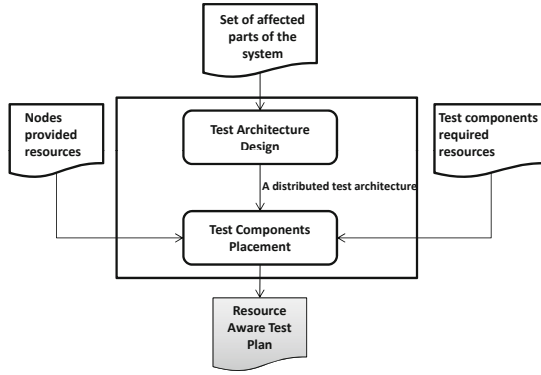 Set of affected
parts of the
system
Nodes
provided
resources
Test Architecture
Design
Test components
required
resources
A distributed test architecture
Test Components
Placement
Resource
Aware Test
Plan